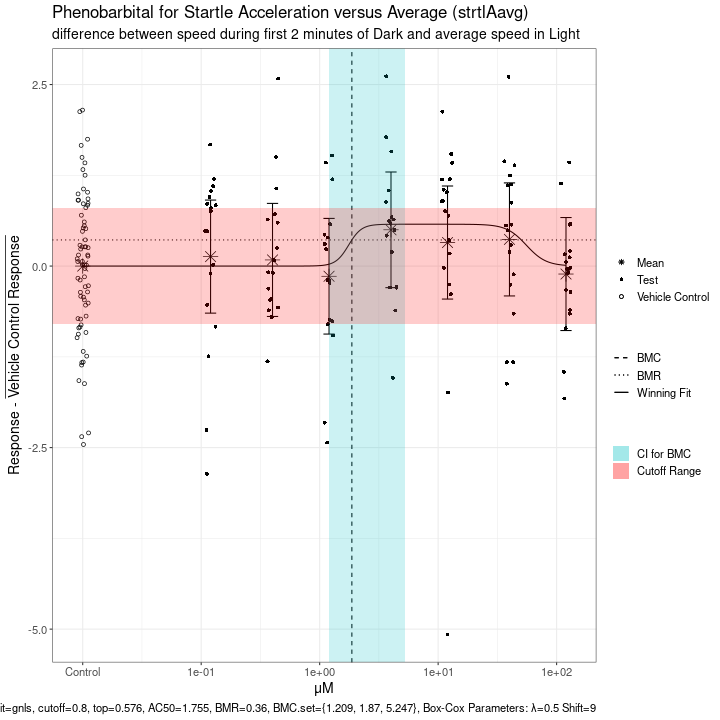 Phenobarbital for Startle Acceleration versus Average (strtlAavg)
difference between speed during first 2 minutes of Dark and average speed in Light
Response - Vehicle Control Response
2.5
0.0
-2.5
-5.0
Control 1e-01 1e+00 1e+01 1e+02
μM
Mean
Test
Vehicle Control
BMC
BMR
Winning Fit
CI for BMC
Cutoff Range
it=gnls, cutoff=0.8, top=0.576, AC50=1.755, BMR=0.36, BMC.set={1.209, 1.87, 5.247}, Box-Cox Parameters: λ=0.5 Shift=9